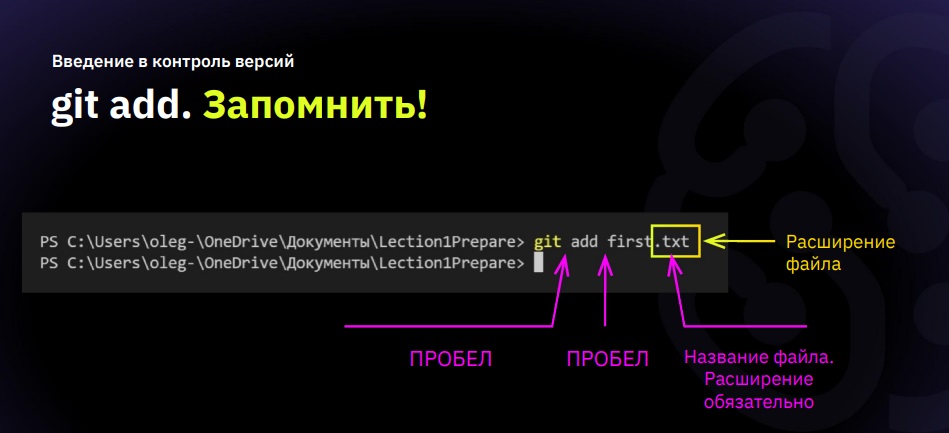 Введение в контроль версий
git add. Запомнить!
PS C:\Users\oleg-\OneDrive\Документы\Lection1Prepare> git add first.txt
PS C:\Users\oleg-\OneDrive\Документы\Lection1Prepare>
Расширение
файла
ПРОБЕЛ
ПРОБЕЛ
Название файла.
Расширение
обязательно